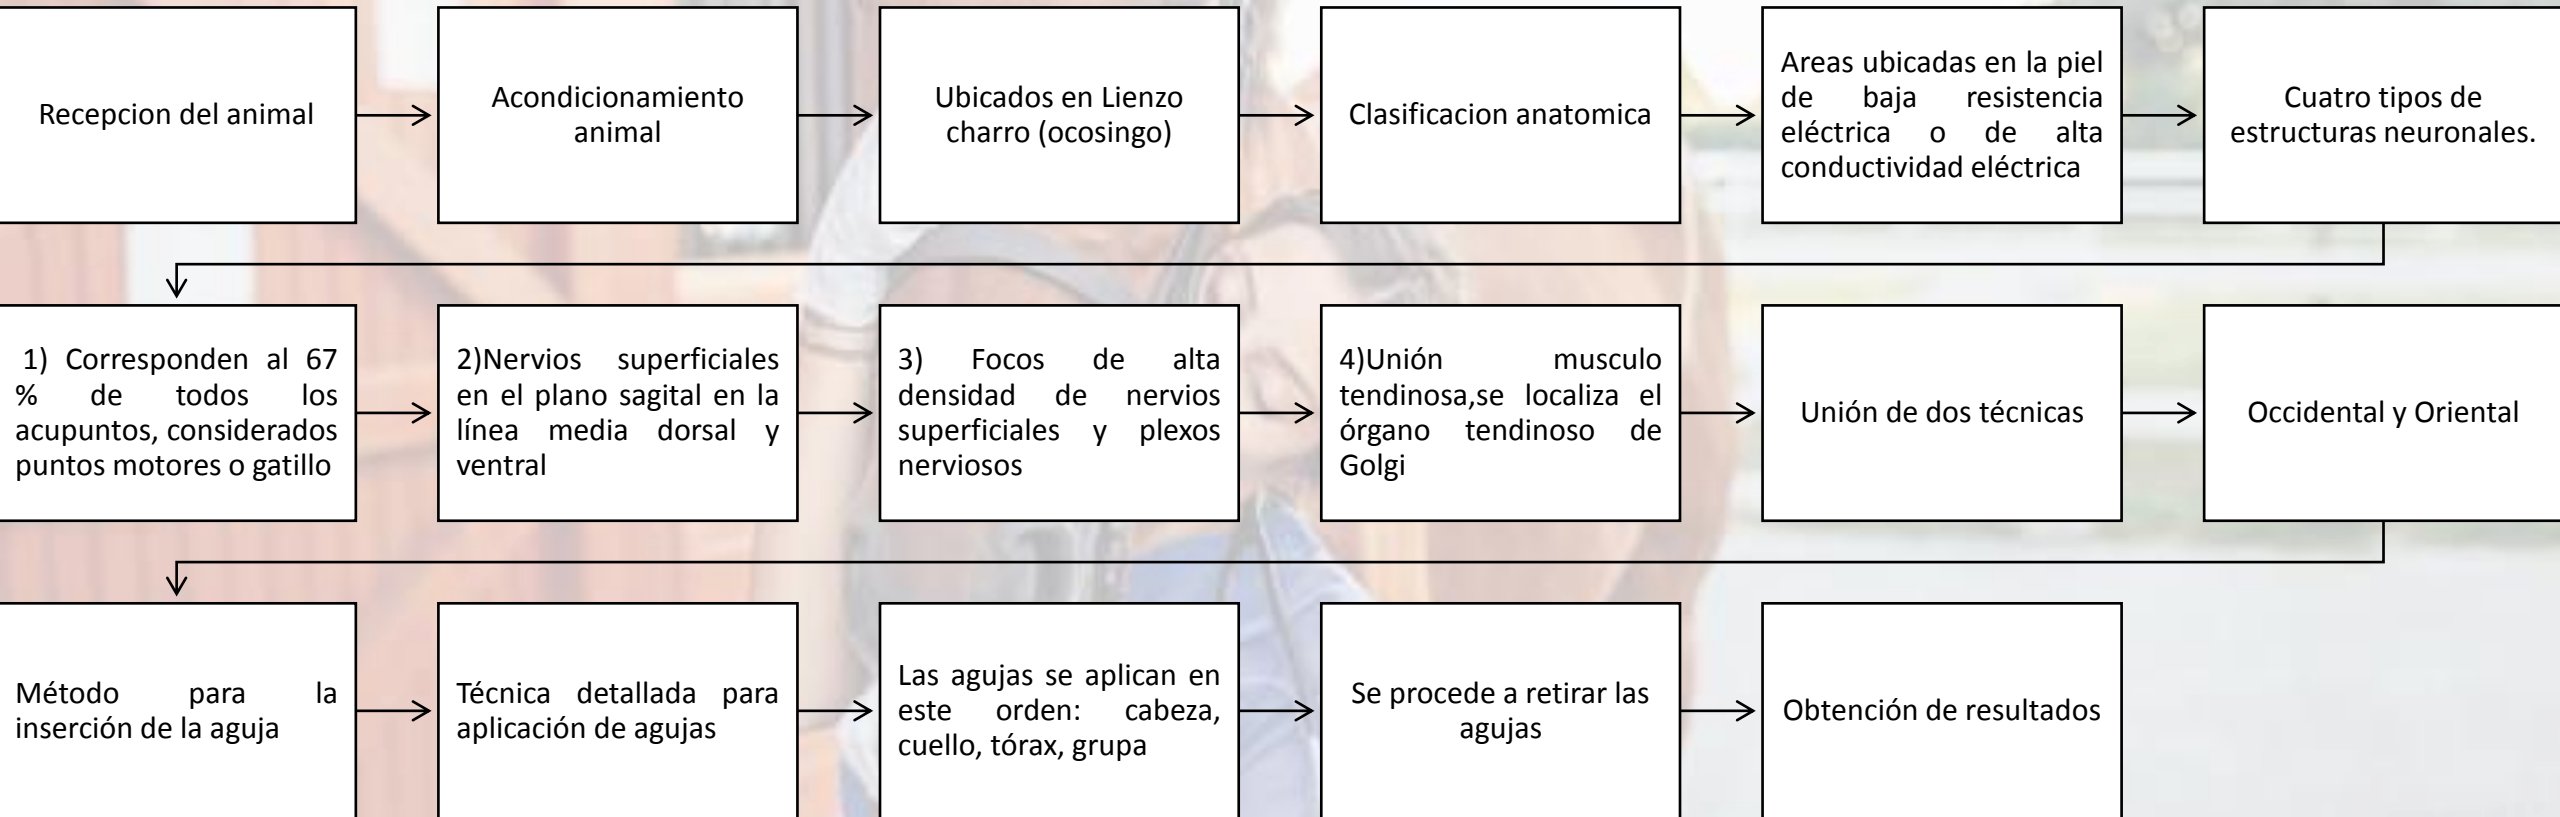 Recepcion del animal
Acondicionamiento
animal
Ubicados en Lienzo
charro (ocosingo)
Clasificacion anatomica
Areas ubicadas en la piel
de baja resistencia
eléctrica o de alta
conductividad eléctrica
Cuatro tipos de
estructuras neuronales.
1) Corresponden al 67
% de todos los
acupuntos, considerados
puntos motores o gatillo
2)Nervios superficiales
en el plano sagital en la
línea media dorsal y
ventral
3) Focos de alta
densidad de nervios
superficiales y plexos
nerviosos
4)Unión musculo
tendinosa,se localiza el
órgano tendinoso de
Golgi
Unión de dos técnicas
Occidental y Oriental
Método para la
inserción de la aguja
Técnica detallada para
aplicación de agujas
Las agujas se aplican en
este orden: cabeza,
cuello, tórax, grupa
Se procede a retirar las
agujas
Obtención de resultados